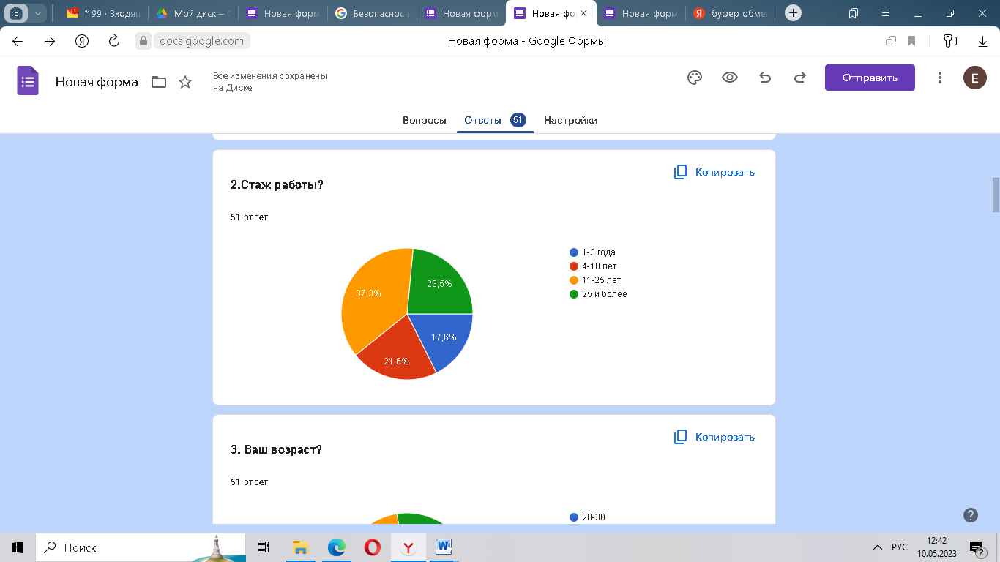 8
* 99 · Входящ
Мой диск – G
Новая форм
Безопасность
Новая форм
Новая фор
Новая форм
Я
буфер обмен
Я
docs.google.com
Новая форма - Google Формы
Новая форма
Все изменения сохранены
на Диске
Отправить
E
Вопросы
Ответы 51
Настройки
Копировать
2.Стаж работы?
51 ответ
37,3%
23,5%
17,6%
21,6%
1-3 года
4-10 лет
11-25 лет
25 и более
Копировать
3. Ваш возраст?
51 ответ
20-30
Поиск
РУС
12:42
10.05.2023
2